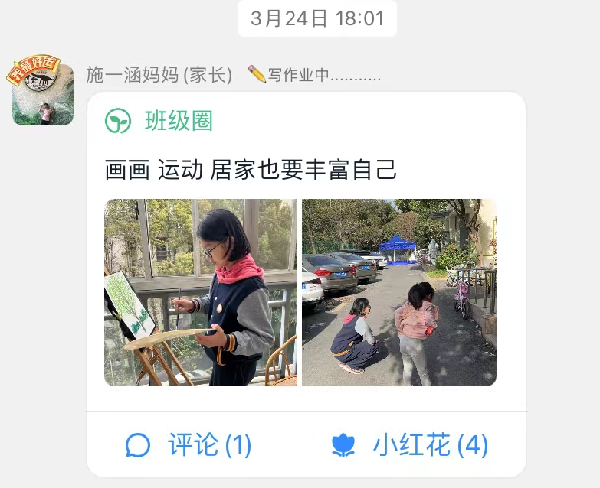 3月24日 18:01
施一涵妈妈(家长) ✏️写作业中...........
班级圈
画画 运动 居家也要丰富自己
评论(1) 小红花(4)